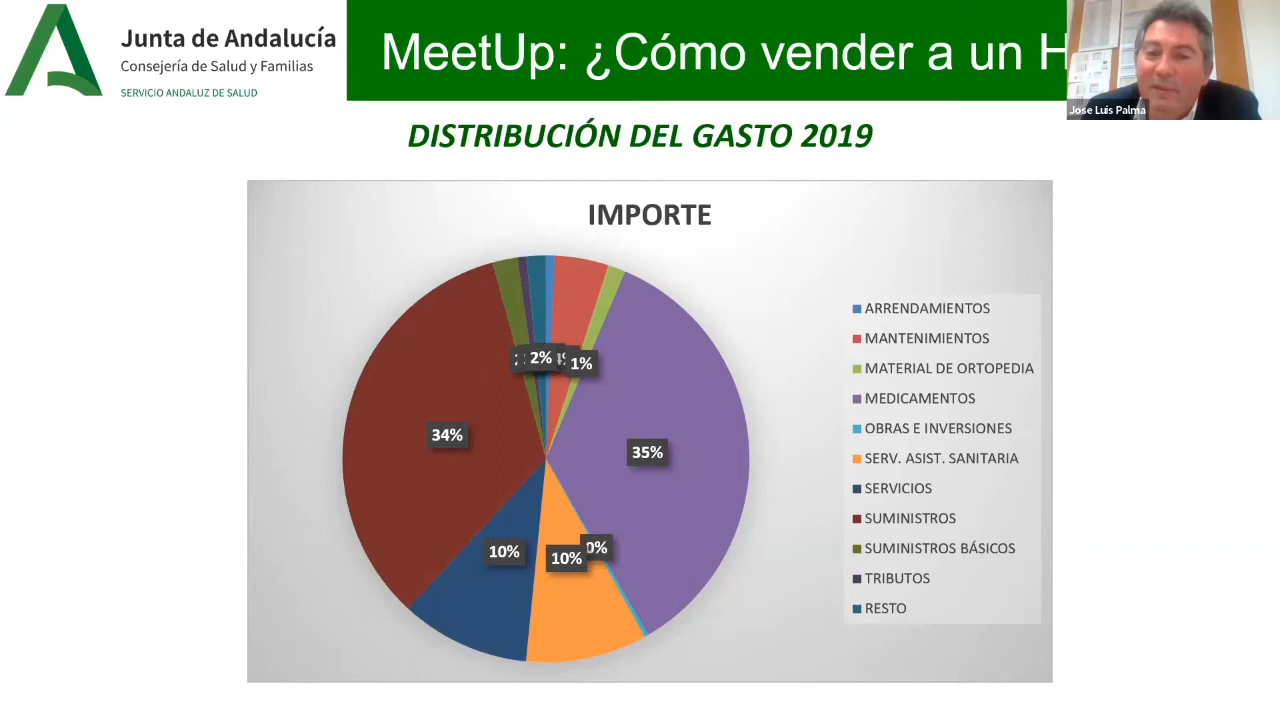 Junta de Andalucía
Consejería de Salud y Familias
SERVICIO ANDALUZ DE SALUD
MeetUp: ¿Cómo vender a un
Jose Luis Palma
DISTRIBUCIÓN DEL GASTO 2019
IMPORTE
2%
1%
34%
35%
10%
10%
0%
ARRENDAMIENTOS
MANTENIMIENTOS
MATERIAL DE ORTOPEDIA
MEDICAMENTOS
OBRAS E INVERSIONES
SERV. ASIST. SANITARIA
SERVICIOS
SUMINISTROS
SUMINISTROS BÁSICOS
TRIBUTOS
RESTO